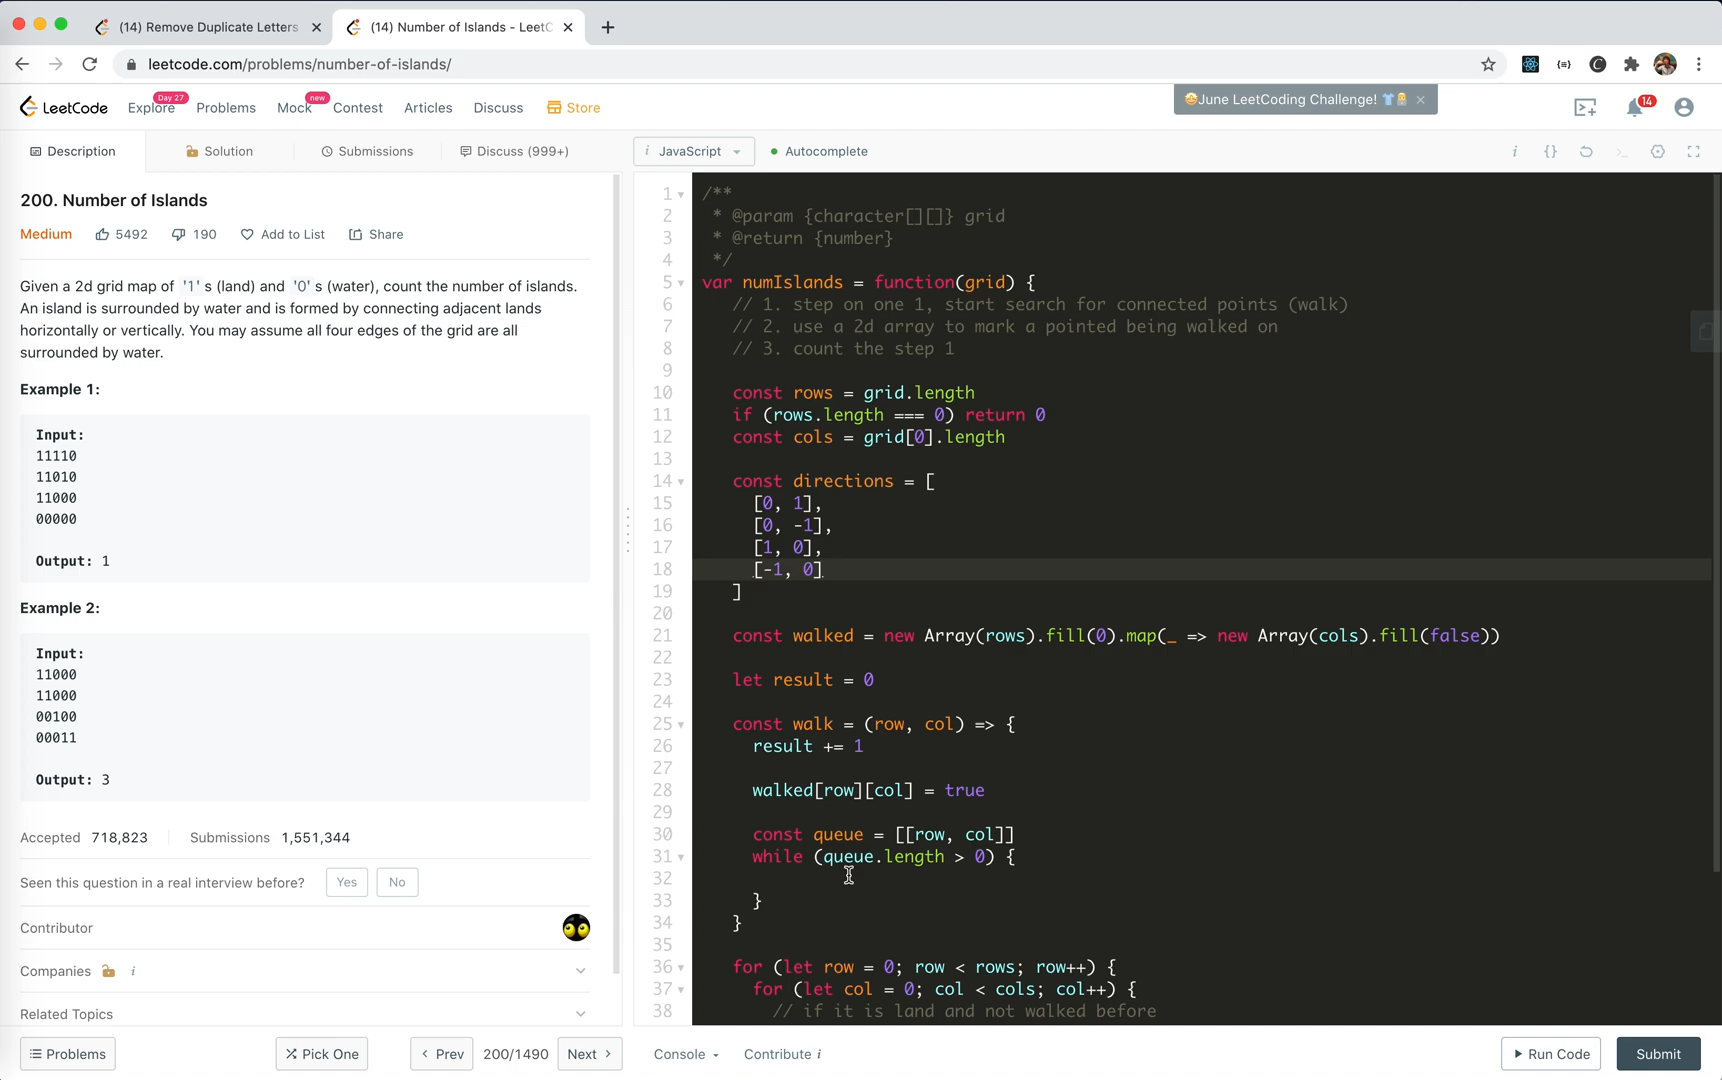 (14) Remove Duplicate Letters
(14) Number of Islands - LeetC
leetcode.com/problems/number-of-islands/
LeetCode
Explore
Day 27
Problems
Mock
new
Contest
Articles
Discuss
Store
🤩June LeetCoding Challenge! 👕
14
Description
Solution
Submissions
Discuss (999+)
i JavaScript
Autocomplete
i
{}
200. Number of Islands
Medium
5492
190
Add to List
Share
Given a 2d grid map of '1' s (land) and '0' s (water), count the number of islands.
An island is surrounded by water and is formed by connecting adjacent lands
horizontally or vertically. You may assume all four edges of the grid are all
surrounded by water.
Example 1:
Input:
11110
11010
11000
00000
Output: 1
Example 2:
Input:
11000
11000
00100
00011
Output: 3
Accepted 718,823
Submissions 1,551,344
Seen this question in a real interview before?
Yes
No
Contributor
Companies i
Related Topics
1 /**
2 * @param {character[][]} grid
3 * @return {number}
4 */
5 var numIslands = function(grid) {
6 // 1. step on one 1, start search for connected points (walk)
7 // 2. use a 2d array to mark a pointed being walked on
8 // 3. count the step 1
9
10 const rows = grid.length
11 if (rows.length === 0) return 0
12 const cols = grid[0].length
13
14 const directions = [
15 [0, 1],
16 [0, -1],
17 [1, 0],
18 [-1, 0]
19 ]
20
21 const walked = new Array(rows).fill(0).map(_ => new Array(cols).fill(false))
22
23 let result = 0
24
25 const walk = (row, col) => {
26 result += 1
27
28 walked[row][col] = true
29
30 const queue = [[row, col]]
31 while (queue.length > 0) {
32
33 }
34 }
35
36 for (let row = 0; row < rows; row++) {
37 for (let col = 0; col < cols; col++) {
38 // if it is land and not walked before
Problems
Pick One
< Prev
200/1490
Next >
Console
Contribute i
Run Code
Submit